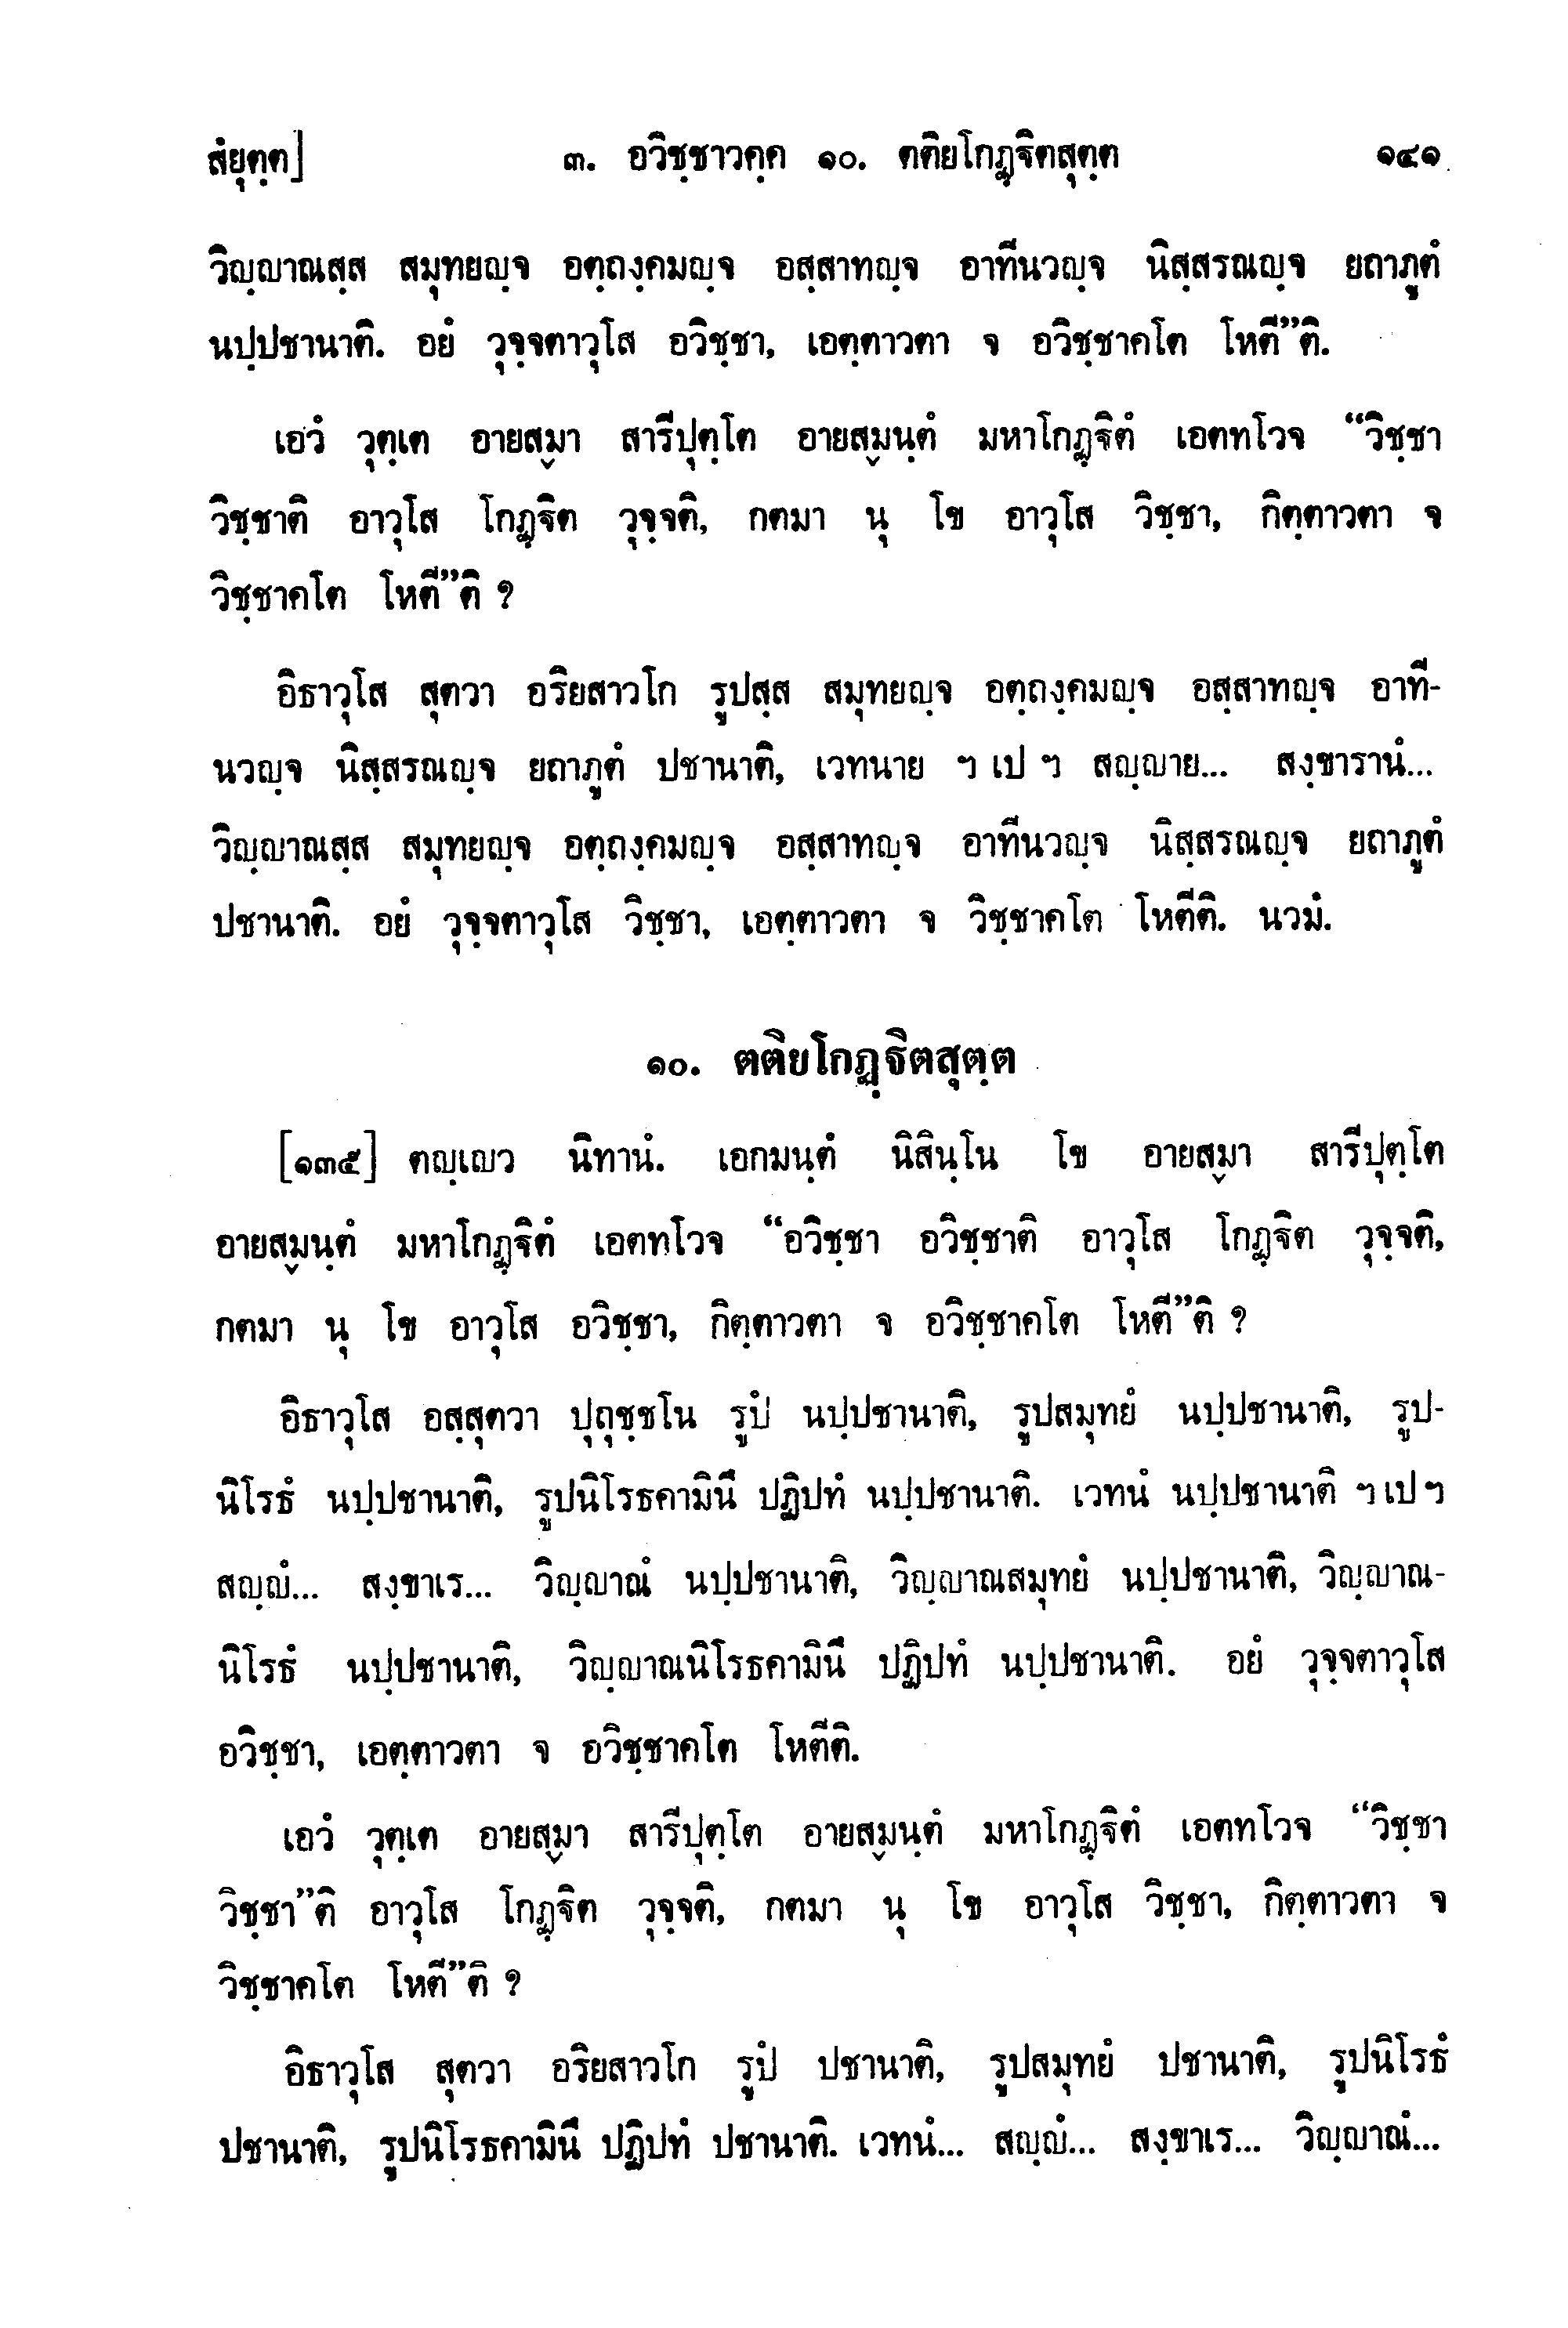 สํยุตฺต] ๓. อวิชฺชาวคฺค ๑๐. ตติยโกฏฺฐิตสุตฺต ๑๔๑
วิญฺญาณสฺส สมุทยญฺจ อตฺถงฺคมญฺจ อสฺสาทญฺจ อาทีนวญฺจ นิสฺสรณญฺจ ยถาภูตํ
นปฺปชานาติ. อยํ วุจฺจตาวุโส อวิชฺชา, เอตฺตาวตา จ อวิชฺชาคโต โหตี”ติ.
เอวํ วุตฺเต อายสฺมา สารีปุตฺโต อายสฺมนฺตํ มหาโกฏฺฐิตํ เอตทโวจ “วิชฺชา
วิชฺชาติ อาวุโส โกฏฺฐิต วุจฺจติ, กตมา นุ โข อาวุโส วิชฺชา, กิตฺตาวตา จ
วิชฺชาคโต โหตี”ติ ?
อิธาวุโส สุตวา อริยสาวโก รูปสฺส สมุทยญฺจ อตฺถงฺคมญฺจ อสฺสาทญฺจ อาที-
นวญฺจ นิสฺสรณญฺจ ยถาภูตํ ปชานาติ, เวทนาย ฯ เป ฯ สญฺญาย... สงฺขารานํ...
วิญฺญาณสฺส สมุทยญฺจ อตฺถงฺคมญฺจ อสฺสาทญฺจ อาทีนวญฺจ นิสฺสรณญฺจ ยถาภูตํ
ปชานาติ. อยํ วุจฺจตาวุโส วิชฺชา, เอตฺตาวตา จ วิชฺชาคโต โหตีติ. นวมํ.
๑๐. ตติยโกฏฺฐิตสุตฺต
[๑๓๕] ตญฺเญว นิทานํ. เอกมนฺตํ นิสินฺโน โข อายสฺมา สารีปุตฺโต
อายสฺมนฺตํ มหาโกฏฺฐิตํ เอตทโวจ “อวิชฺชา อวิชฺชาติ อาวุโส โกฏฺฐิต วุจฺจติ,
กตมา นุ โข อาวุโส อวิชฺชา, กิตฺตาวตา จ อวิชฺชาคโต โหตี”ติ ?
อิธาวุโส อสฺสุตวา ปุถุชฺชโน รูปํ นปฺปชานาติ, รูปสมุทยํ นปฺปชานาติ, รูป-
นิโรธํ นปฺปชานาติ, รูปนิโรธคามินึ ปฏิปทํ นปฺปชานาติ. เวทนํ นปฺปชานาติ ฯ เป ฯ
สญฺญํ... สงฺขาเร... วิญฺญาณํ นปฺปชานาติ, วิญฺญาณสมุทยํ นปฺปชานาติ, วิญฺญาณ-
นิโรธํ นปฺปชานาติ, วิญฺญาณนิโรธคามินึ ปฏิปทํ นปฺปชานาติ. อยํ วุจฺจตาวุโส
อวิชฺชา, เอตฺตาวตา จ อวิชฺชาคโต โหตีติ.
เอวํ วุตฺเต อายสฺมา สารีปุตฺโต อายสฺมนฺตํ มหาโกฏฺฐิตํ เอตทโวจ “วิชฺชา
วิชฺชา”ติ อาวุโส โกฏฺฐิต วุจฺจติ, กตมา นุ โข อาวุโส วิชฺชา, กิตฺตาวตา จ
วิชฺชาคโต โหตี”ติ ?
อิธาวุโส สุตวา อริยสาวโก รูปํ ปชานาติ, รูปสมุทยํ ปชานาติ, รูปนิโรธํ
ปชานาติ, รูปนิโรธคามินึ ปฏิปทํ ปชานาติ. เวทนํ... สญฺญํ... สงฺขาเร... วิญฺญาณํ...